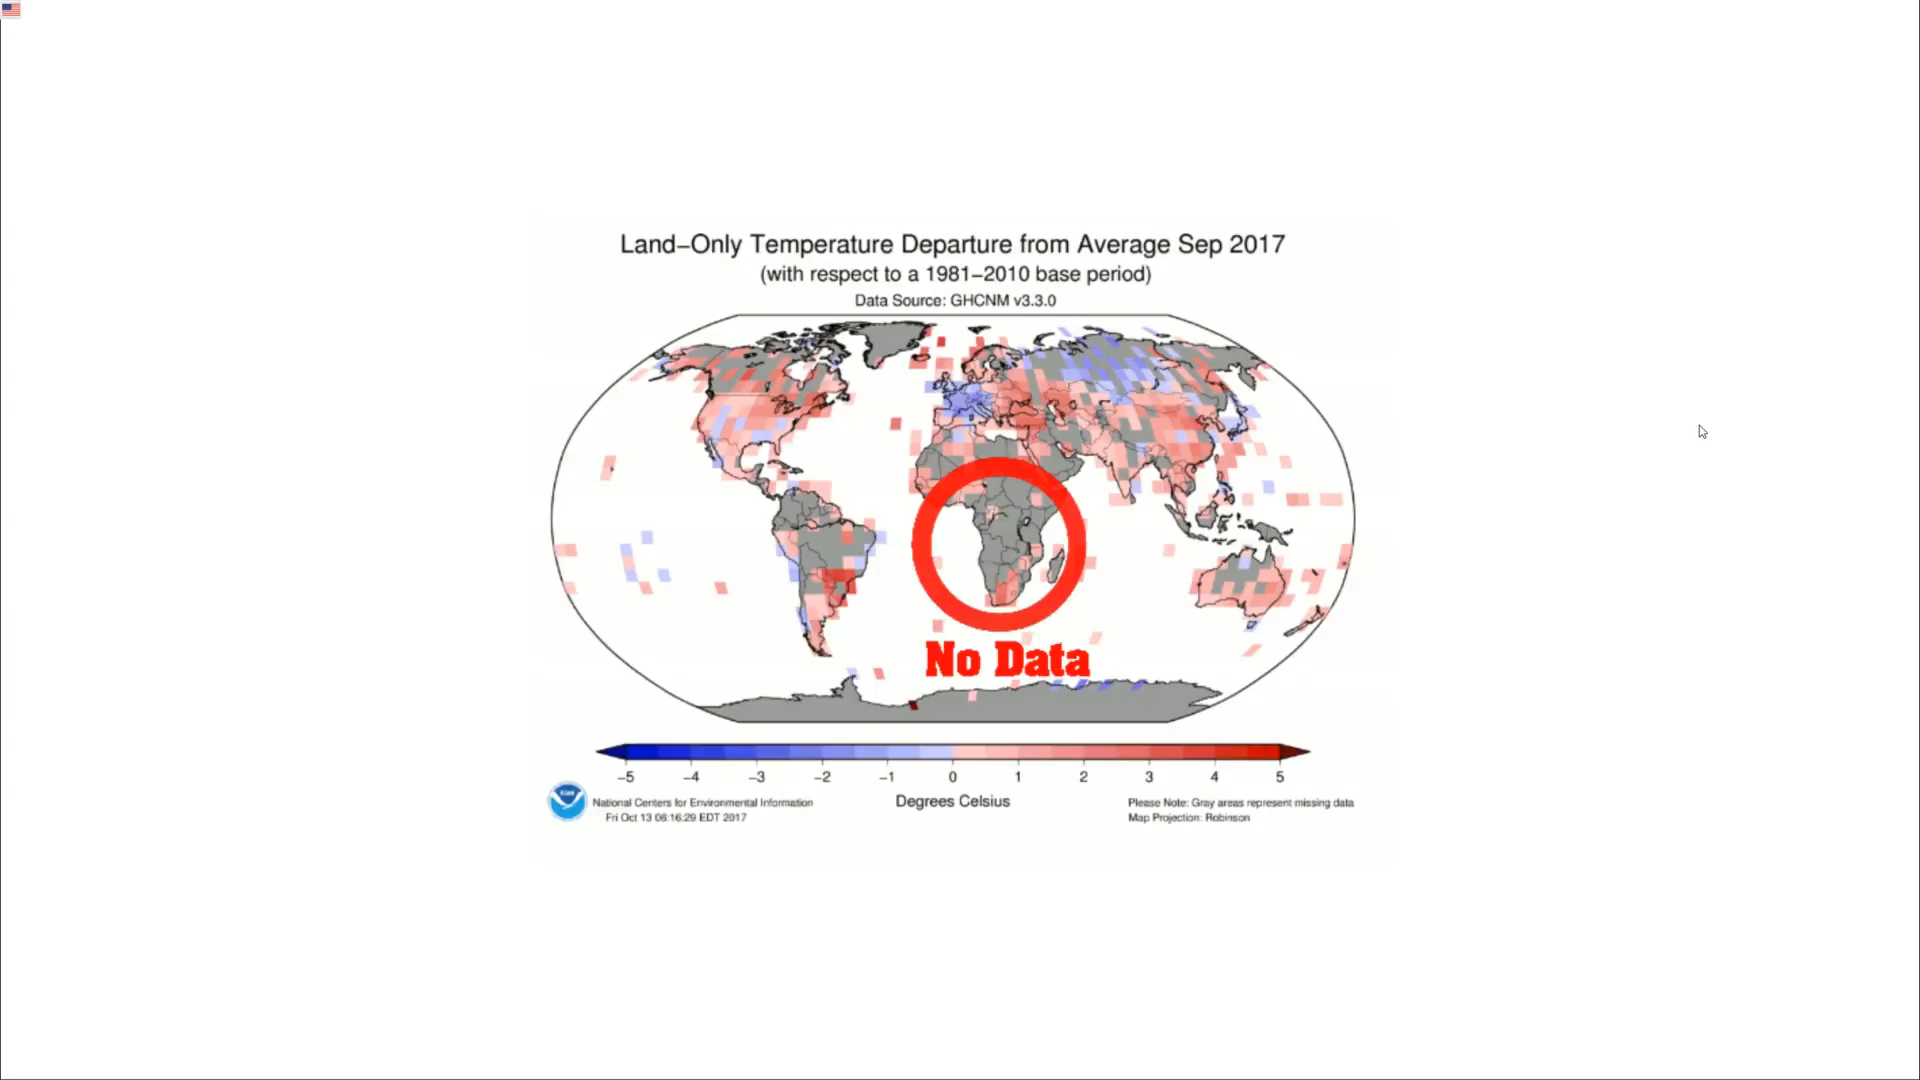 Land–Only Temperature Departure from Average Sep 2017
(with respect to a 1981–2010 base period)
Data Source: GHCNM v3.3.0
No Data
–5 –4 –3 –2 –1 0 1 2 3 4 5
Degrees Celsius
National Centers for Environmental Information
Fri Oct 13 06:16:29 EDT 2017
Please Note: Gray areas represent missing data
Map Projection: Robinson